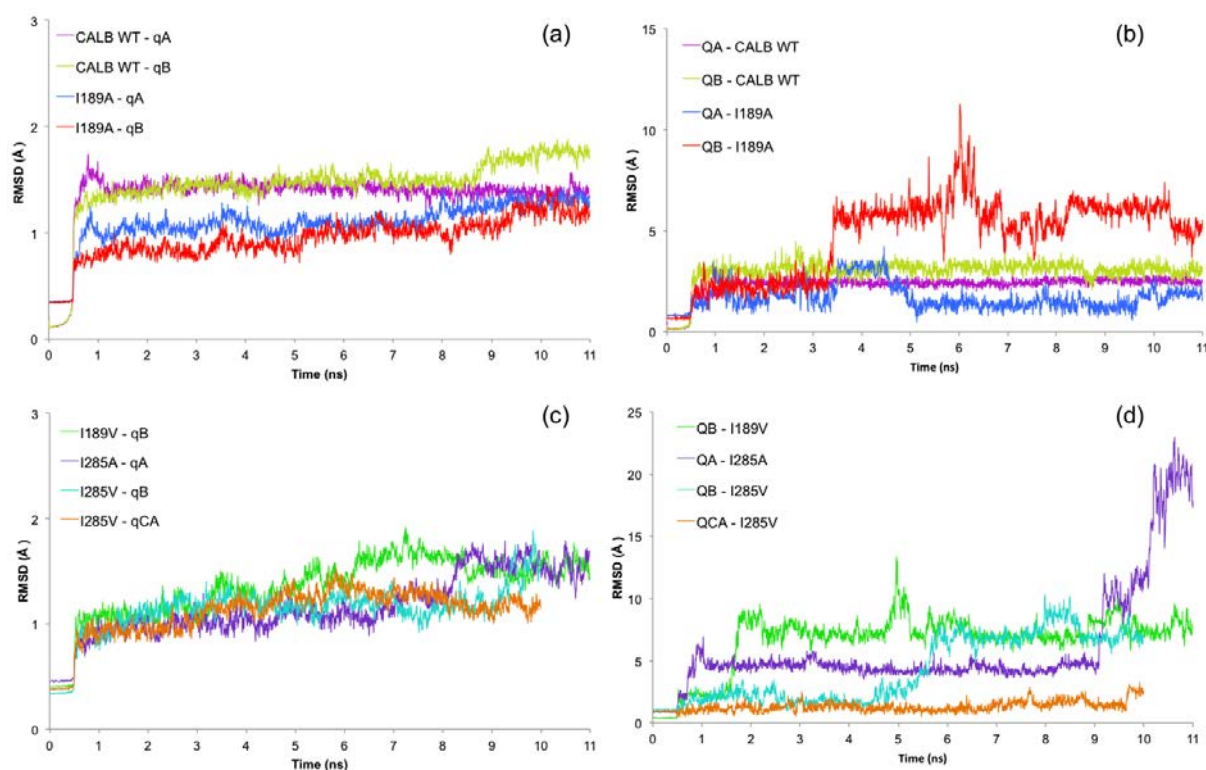 (a)
3
2
1
0
RMSD (Å)
CALB WT - qA
CALB WT - qB
I189A - qA
I189A - qB
0 1 2 3 4 5 6 7 8 9 10 11
Time (ns)
(b)
15
10
5
0
RMSD (Å)
QA - CALB WT
QB - CALB WT
QA - I189A
QB - I189A
0 1 2 3 4 5 6 7 8 9 10 11
Time (ns)
(c)
3
2
1
0
RMSD (Å)
I189V - qB
I285A - qA
I285V - qB
I285V - qCA
0 1 2 3 4 5 6 7 8 9 10 11
Time (ns)
(d)
25
20
15
10
5
0
RMSD (Å)
QB - I189V
QA - I285A
QB - I285V
QCA - I285V
0 1 2 3 4 5 6 7 8 9 10 11
Time (ns)